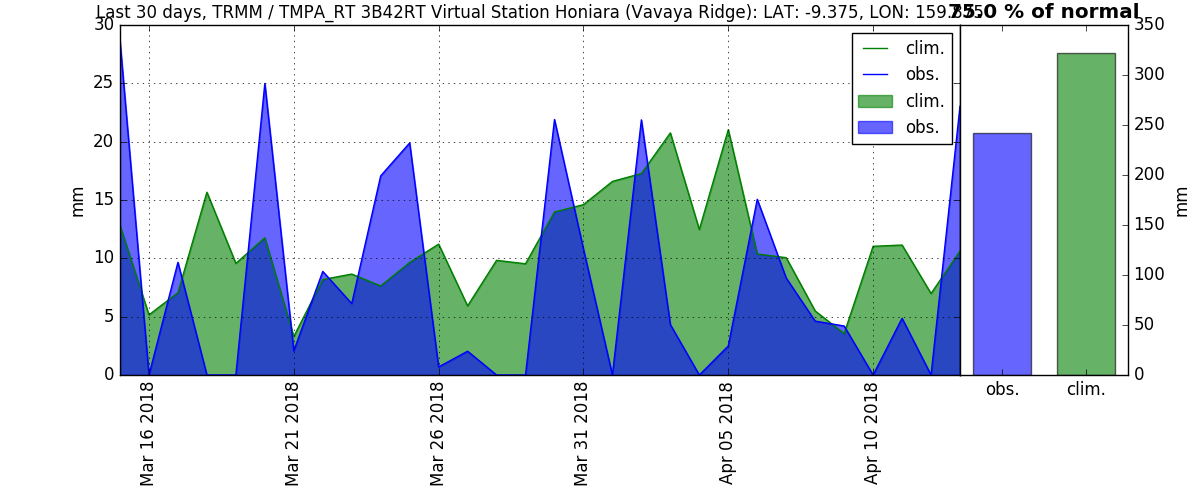 Last 30 days, TRMM / TMPA_RT 3B42RT Virtual Station Honiara (Vavaya Ridge): LAT: -9.375, LON:
75.0 % of normal
30
25
20
15
10
5
0
mm
clim.
obs.
clim.
obs.
350
300
250
200
150
100
50
0
mm
obs.
clim.
Mar 16 2018
Mar 21 2018
Mar 26 2018
Mar 31 2018
Apr 05 2018
Apr 10 2018